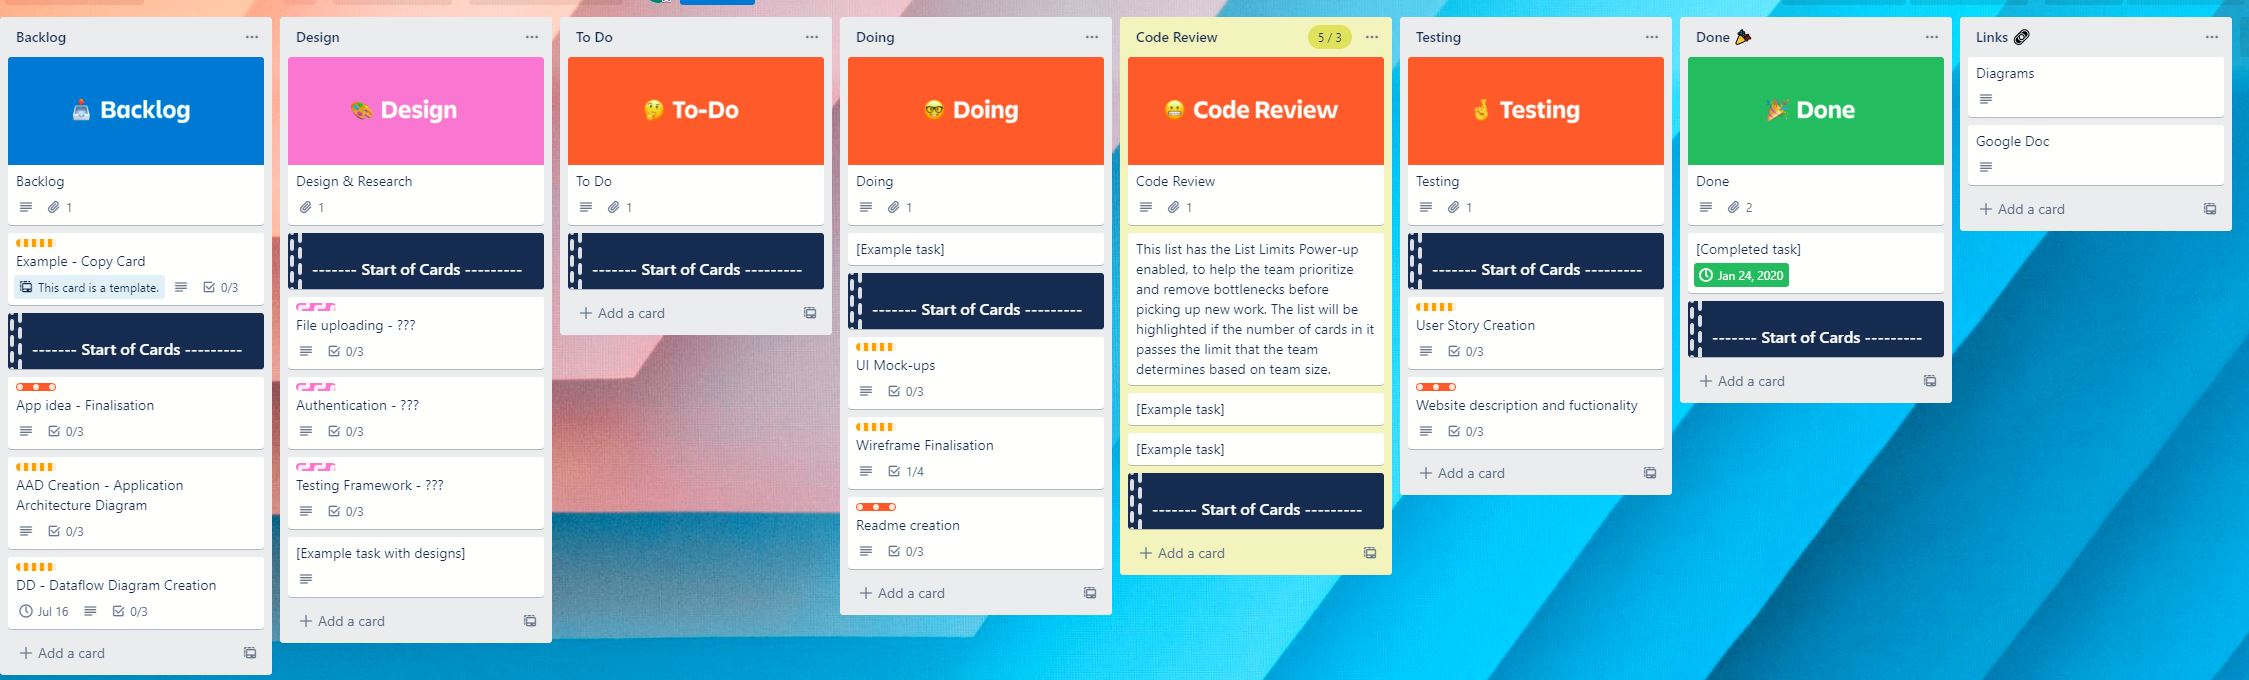 Backlog
Backlog
Backlog
1
Example - Copy Card
This card is a template.
0/3
------- Start of Cards ---------
App idea - Finalisation
0/3
AAD Creation - Application
Architecture Diagram
0/3
DD - Dataflow Diagram Creation
Jul 16
0/3
+ Add a card
Design
Design
Design & Research
1
------- Start of Cards ---------
File uploading - ???
0/3
Authentication - ???
0/3
Testing Framework - ???
0/3
[Example task with designs]
+ Add a card
To Do
To-Do
To Do
1
------- Start of Cards ---------
+ Add a card
Doing
Doing
Doing
1
[Example task]
------- Start of Cards ---------
UI Mock-ups
0/3
Wireframe Finalisation
1/4
Readme creation
0/3
+ Add a card
Code Review
5 / 3
Code Review
Code Review
1
This list has the List Limits Power-up
enabled, to help the team prioritize
and remove bottlenecks before
picking up new work. The list will be
highlighted if the number of cards in it
passes the limit that the team
determines based on team size.
[Example task]
[Example task]
------- Start of Cards ---------
+ Add a card
Testing
Testing
Testing
1
------- Start of Cards ---------
User Story Creation
0/3
Website description and fuctionality
0/3
+ Add a card
Done
Done
Done
2
[Completed task]
Jan 24, 2020
------- Start of Cards ---------
+ Add a card
Links
Diagrams
Google Doc
+ Add a card